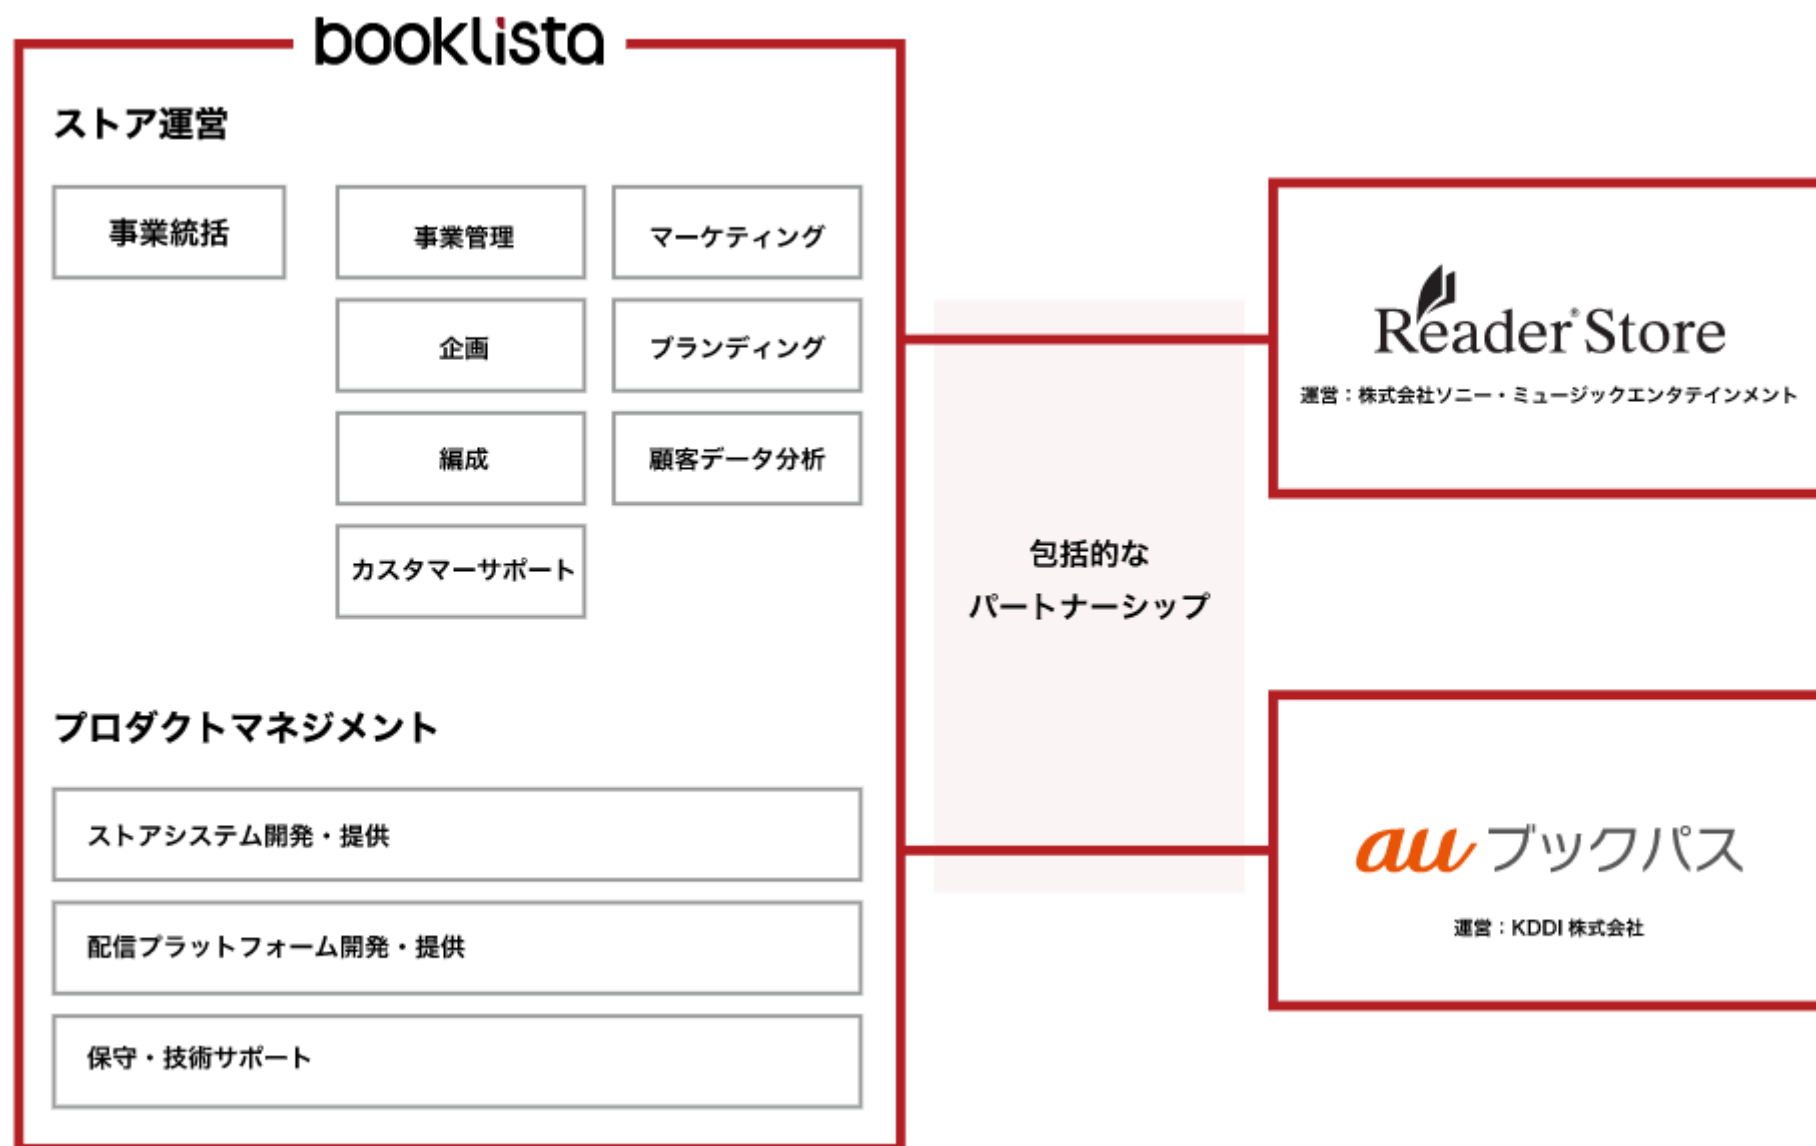 booklista
ストア運営
事業統括
事業管理
マーケティング
企画
ブランディング
編成
顧客データ分析
カスタマーサポート
プロダクトマネジメント
ストアシステム開発・提供
配信プラットフォーム開発・提供
保守・技術サポート
包括的な
パートナーシップ
Reader® Store
運営：株式会社ソニー・ミュージックエンタテインメント
au ブックパス
運営：KDDI 株式会社